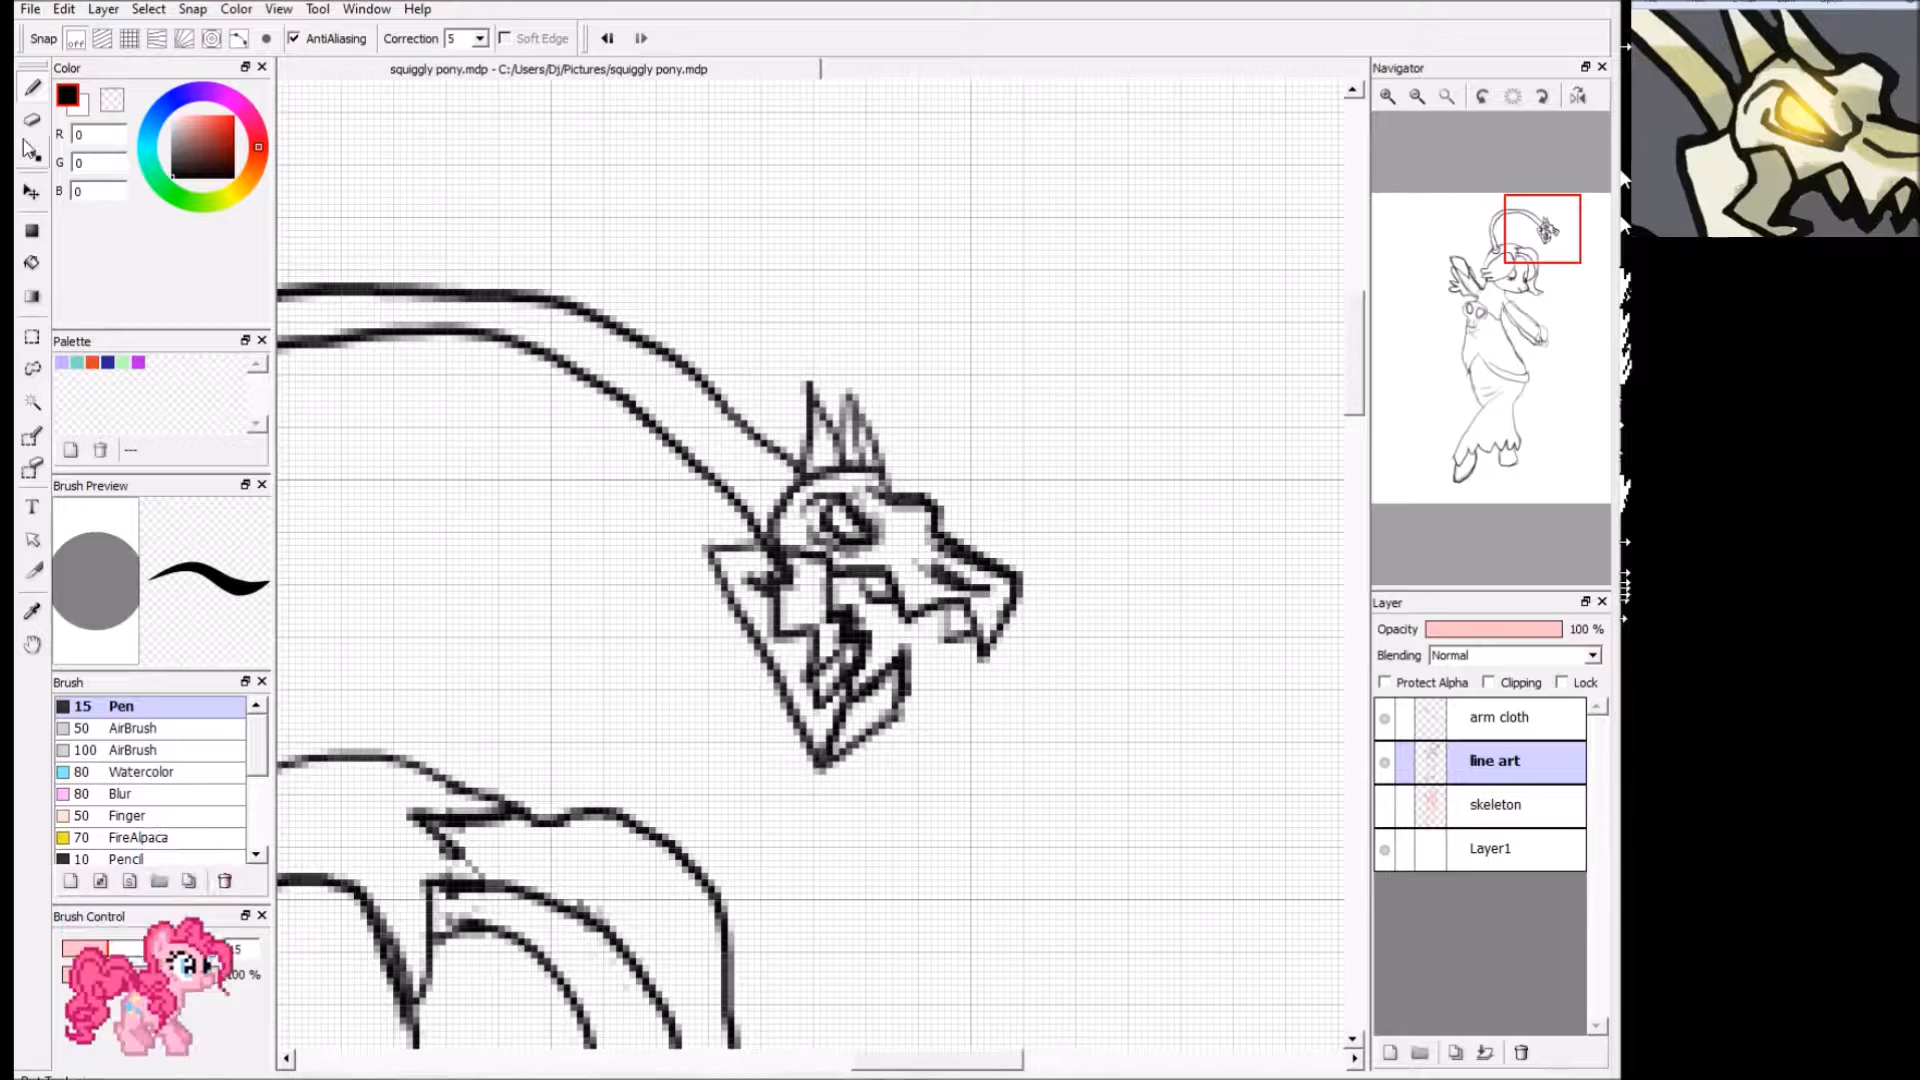 File Edit Layer Select Snap Color View Tool Window Help
Snap off AntiAliasing Correction 5 Soft Edge
Color
squiggly pony.mdp - C:/Users/Dj/Pictures/squiggly pony.mdp
Navigator
R 0
G 0
B 0
Palette
---
Brush Preview
T
Brush
15 Pen
50 AirBrush
100 AirBrush
80 Watercolor
80 Blur
50 Finger
70 FireAlpaca
10 Pencil
Brush Control
15
100 %
Layer
Opacity 100 %
Blending Normal
Protect Alpha Clipping Lock
arm cloth
line art
skeleton
Layer1